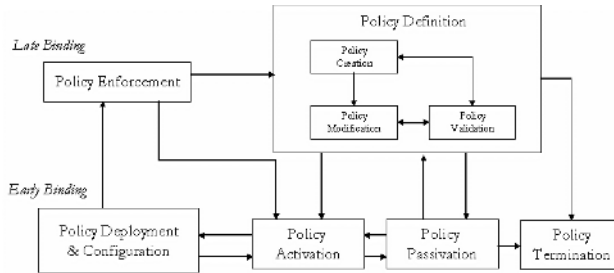 Policy Definition
Late Binding
Policy Enforcement
Policy
Creation
Policy
Modification
Policy
Validation
Early Binding
Policy Deployment
& Configuration
Policy
Activation
Policy
Passivation
Policy
Termination